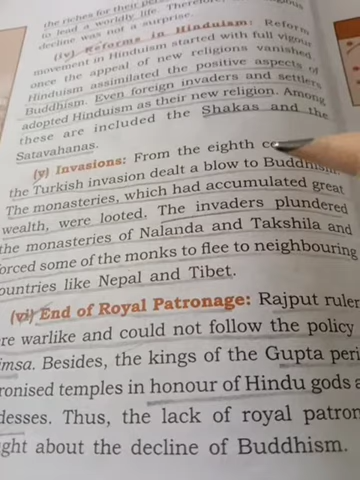 the riches for their
to lead a worldly life. Therefore,
decline was not a surprise.
(iv) Reforms in Hinduism: Reform
movement in Hinduism started with full vigour
once the appeal of new religions vanished.
Hinduism assimilated the positive aspects of
Buddhism. Even foreign invaders and settlers
adopted Hinduism as their new religion. Among
these are included the Shakas and the
Satavahanas.
(v) Invasions: From the eighth
the Turkish invasion dealt a blow to Buddhism.
The monasteries, which had accumulated great
wealth, were looted. The invaders plundered
the monasteries of Nalanda and Takshila and
orced some of the monks to flee to neighbouring
ountries like Nepal and Tibet.
(vi) End of Royal Patronage: Rajput ruler
re warlike and could not follow the policy
imsa. Besides, the kings of the Gupta peri
ronised temples in honour of Hindu gods a
desses. Thus, the lack of royal patron
ght about the decline of Buddhism.